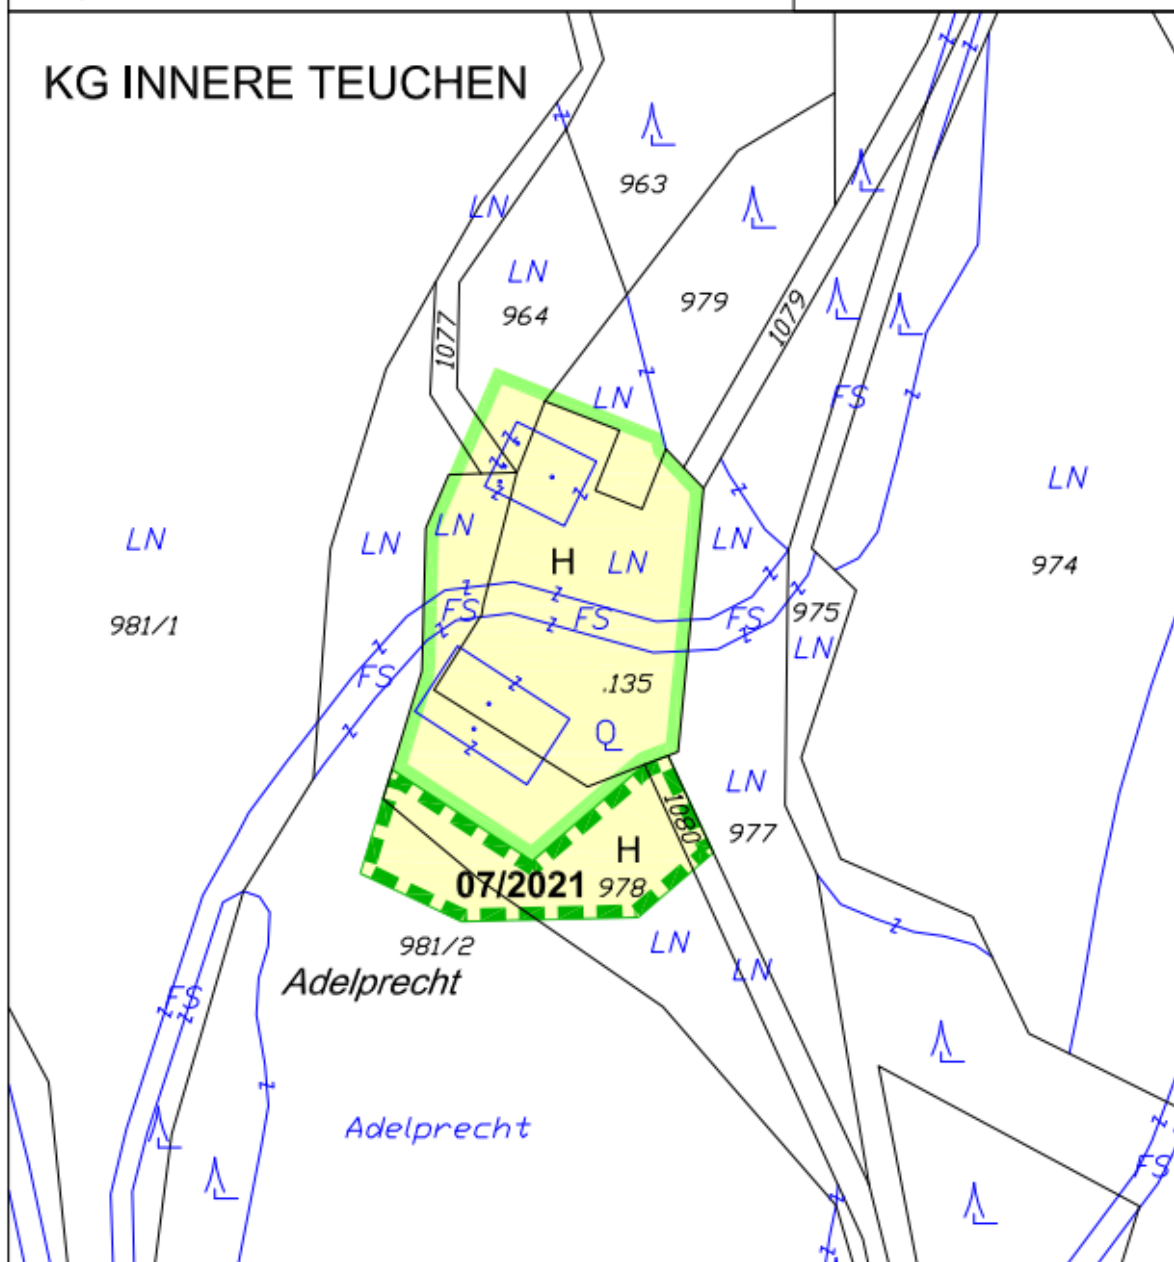 KG INNERE TEUCHEN
963
LN
LN
964
979
1079
1077
LN
FS
LN
LN
LN
LN
LN
H
LN
974
981/1
FS
FS
FS
975
LN
FS
.135
Q
LN
1080
977
H
07/2021
978
981/2
LN
LN
Adelprecht
FS
Adelprecht
FS